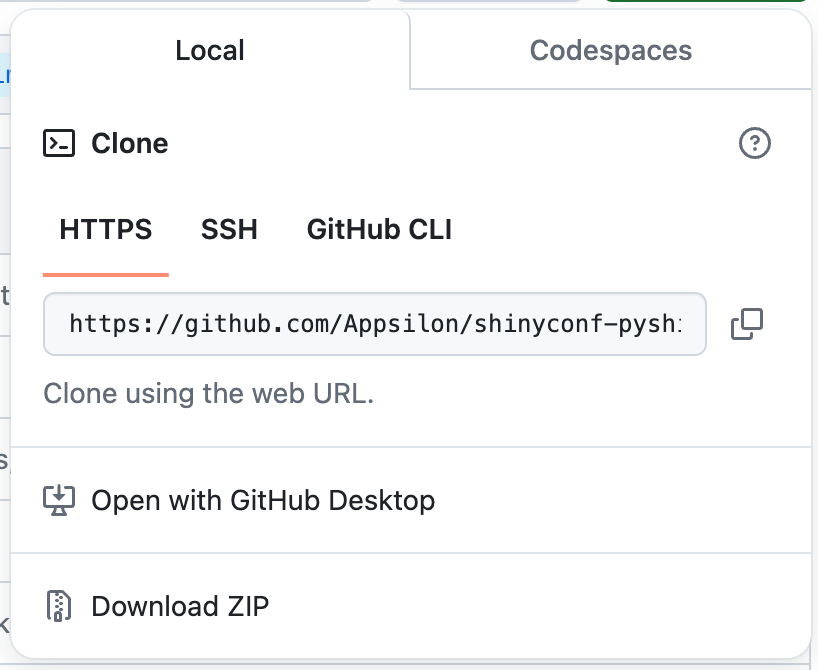 Local
Codespaces
Clone
HTTPS
SSH
GitHub CLI
https://github.com/Appsilon/shinyconf-pysh
Clone using the web URL.
Open with GitHub Desktop
Download ZIP